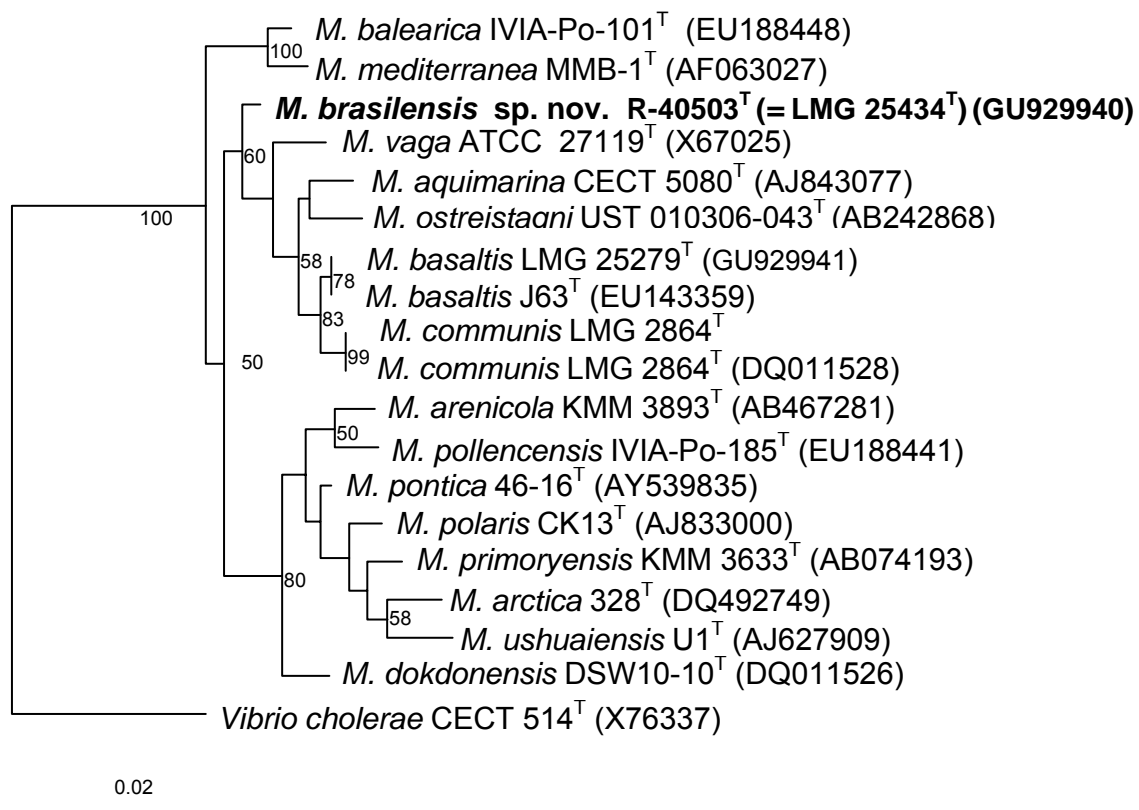 M. balearica IVIA-Po-101T (EU188448)
100
M. mediterranea MMB-1T (AF063027)
M. brasilensis sp. nov. R-40503T (= LMG 25434T) (GU929940)
M. vaga ATCC 27119T (X67025)
60
M. aquimarina CECT 5080T (AJ843077)
100
M. ostreistagni UST 010306-043T (AB242868)
M. basaltis LMG 25279T (GU929941)
58
78
M. basaltis J63T (EU143359)
83
M. communis LMG 2864T
99
50
M. communis LMG 2864T (DQ011528)
M. arenicola KMM 3893T (AB467281)
50
M. pollencensis IVIA-Po-185T (EU188441)
M. pontica 46-16T (AY539835)
M. polaris CK13T (AJ833000)
M. primoryensis KMM 3633T (AB074193)
80
M. arctica 328T (DQ492749)
58
M. ushuaiensis U1T (AJ627909)
M. dokdonensis DSW10-10T (DQ011526)
Vibrio cholerae CECT 514T (X76337)
0.02